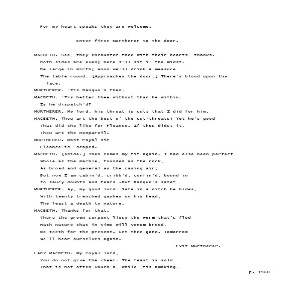 For my heart speaks they are welcome.
Enter first Murtherer to the door.
MACBETH. See, they encounter thee with their hearts' thanks.
Both sides are even; here I'll sit i' th' midst.
Be large in mirth; anon we'll drink a measure
The table round. [Approaches the door.] There's blood upon thy
face.
MURTHERER. 'Tis Banquo's then.
MACBETH. 'Tis better thee without than he within.
Is he dispatch'd?
MURTHERER. My lord, his throat is cut; that I did for him.
MACBETH. Thou art the best o' th' cut-throats! Yet he's good
That did the like for Fleance. If thou didst it,
Thou art the nonpareil.
MURTHERER. Most royal sir,
Fleance is 'scaped.
MACBETH. [Aside.] Then comes my fit again. I had else been perfect,
Whole as the marble, founded as the rock,
As broad and general as the casing air;
But now I am cabin'd, cribb'd, confin'd, bound in
To saucy doubts and fears.-But Banquo's safe?
MURTHERER. Ay, my good lord. Safe in a ditch he bides,
With twenty trenched gashes on his head,
The least a death to nature.
MACBETH. Thanks for that.
There the grown serpent lies; the worm that's fled
Hath nature that in time will venom breed,
No teeth for the present. Get thee gone. Tomorrow
We'll hear ourselves again.
Exit Murtherer.
LADY MACBETH. My royal lord,
You do not give the cheer. The feast is sold
That is not often vouch'd, while 'tis amaking,